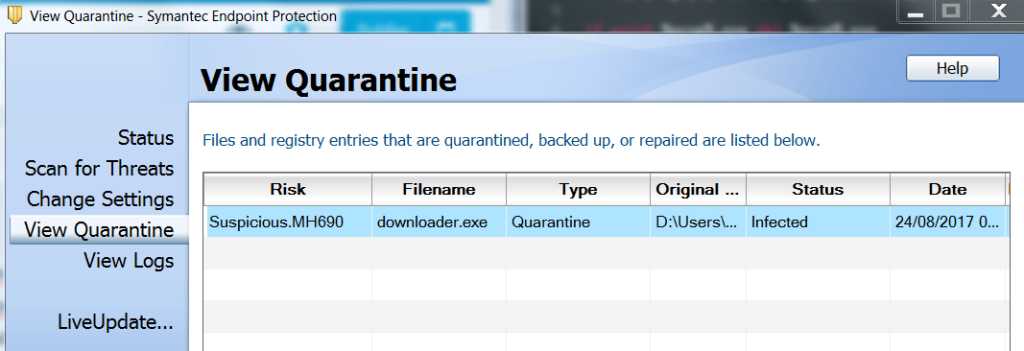 View Quarantine - Symantec Endpoint Protection
View Quarantine
Help
Status
Scan for Threats
Change Settings
View Quarantine
View Logs
LiveUpdate...
Files and registry entries that are quarantined, backed up, or repaired are listed below.
Risk Filename Type Original ... Status Date
Suspicious.MH690 downloader.exe Quarantine D:\Users\... Infected 24/08/2017 0...